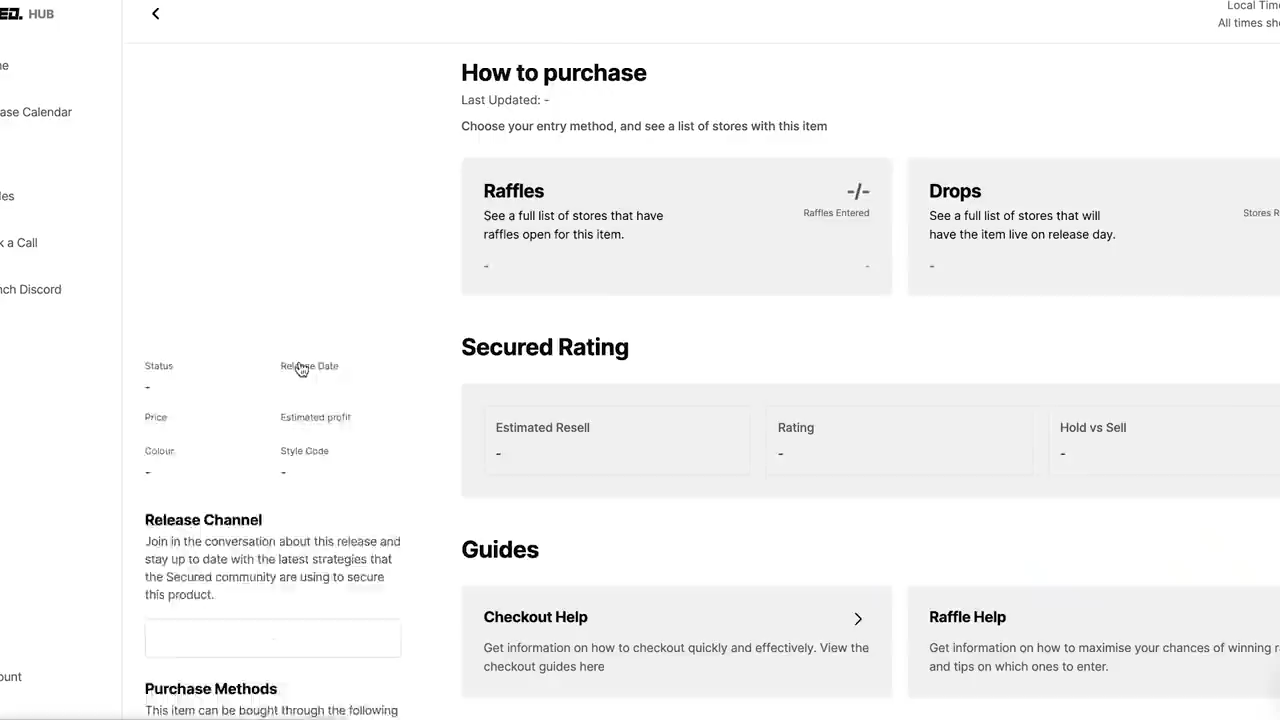 ED. HUB
ase Calendar
k a Call
nch Discord
ount
Local Tim
All times sh
How to purchase
Last Updated: -
Choose your entry method, and see a list of stores with this item
Raffles
-/-
See a full list of stores that have
raffles open for this item.
Raffles Entered
-
-
Drops
See a full list of stores that will
have the item live on release day.
Stores R
-
Status
Release Date
-
Price
Estimated profit
Colour
Style Code
-
-
Release Channel
Join in the conversation about this release and
stay up to date with the latest strategies that
the Secured community are using to secure
this product.
Purchase Methods
This item can be bought through the following
Secured Rating
Estimated Resell
-
Rating
-
Hold vs Sell
-
Guides
Checkout Help
Get information on how to checkout quickly and effectively. View the
checkout guides here
Raffle Help
Get information on how to maximise your chances of winning r
and tips on which ones to enter.